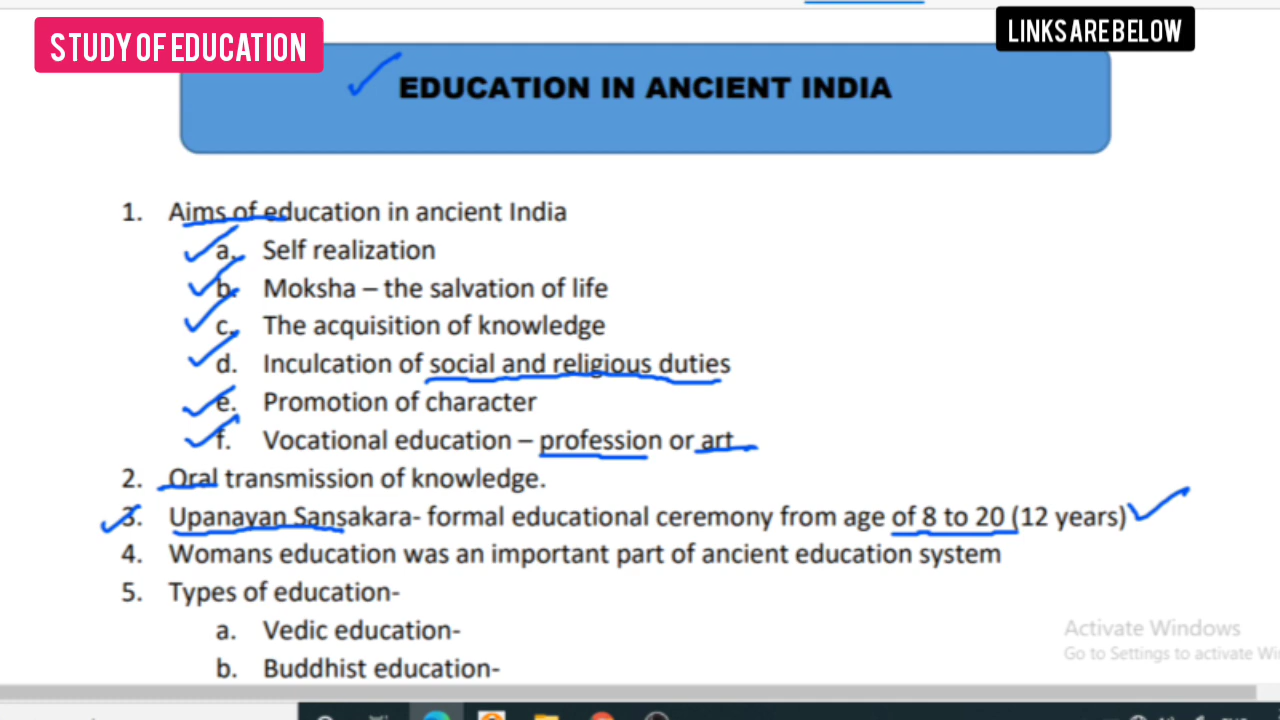 STUDY OF EDUCATION
LINKS ARE BELOW
EDUCATION IN ANCIENT INDIA
1. Aims of education in ancient India
a. Self realization
b. Moksha – the salvation of life
c. The acquisition of knowledge
d. Inculcation of social and religious duties
e. Promotion of character
f. Vocational education – profession or art
2. Oral transmission of knowledge.
3. Upanayan Sansakara- formal educational ceremony from age of 8 to 20 (12 years)
4. Womans education was an important part of ancient education system
5. Types of education-
a. Vedic education-
b. Buddhist education-
Activate Windows
Go to Settings to activate Wi